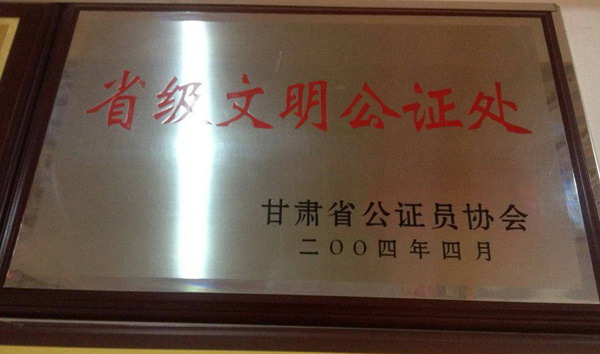 省级文明公证处
甘肃省公证员协会
二〇〇四年四月